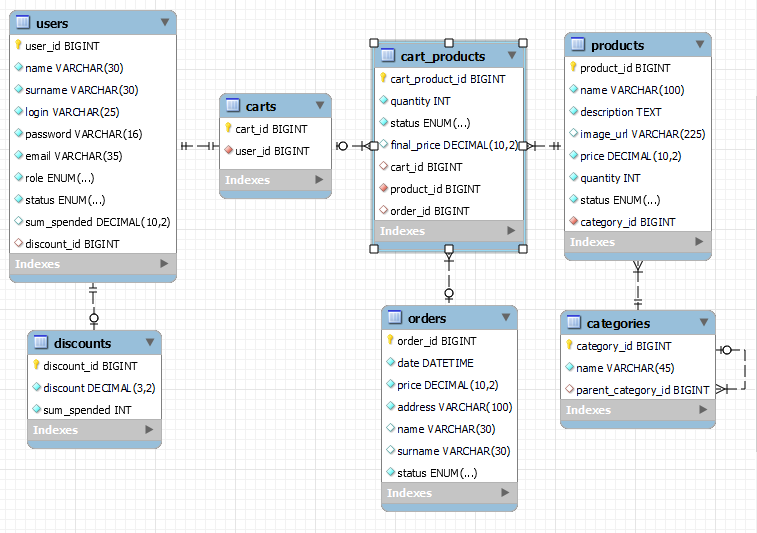 users
user_id BIGINT
name VARCHAR(30)
surname VARCHAR(30)
login VARCHAR(25)
password VARCHAR(16)
email VARCHAR(35)
role ENUM(...)
status ENUM(...)
sum_spended DECIMAL(10,2)
discount_id BIGINT
Indexes
carts
cart_id BIGINT
user_id BIGINT
Indexes
cart_products
cart_product_id BIGINT
quantity INT
status ENUM(...)
final_price DECIMAL(10,2)
cart_id BIGINT
product_id BIGINT
order_id BIGINT
Indexes
products
product_id BIGINT
name VARCHAR(100)
description TEXT
image_url VARCHAR(225)
price DECIMAL(10,2)
quantity INT
status ENUM(...)
category_id BIGINT
Indexes
discounts
discount_id BIGINT
discount DECIMAL(3,2)
sum_spended INT
Indexes
orders
order_id BIGINT
date DATETIME
price DECIMAL(10,2)
address VARCHAR(100)
name VARCHAR(30)
surname VARCHAR(30)
status ENUM(...)
Indexes
categories
category_id BIGINT
name VARCHAR(45)
parent_category_id BIGINT
Indexes